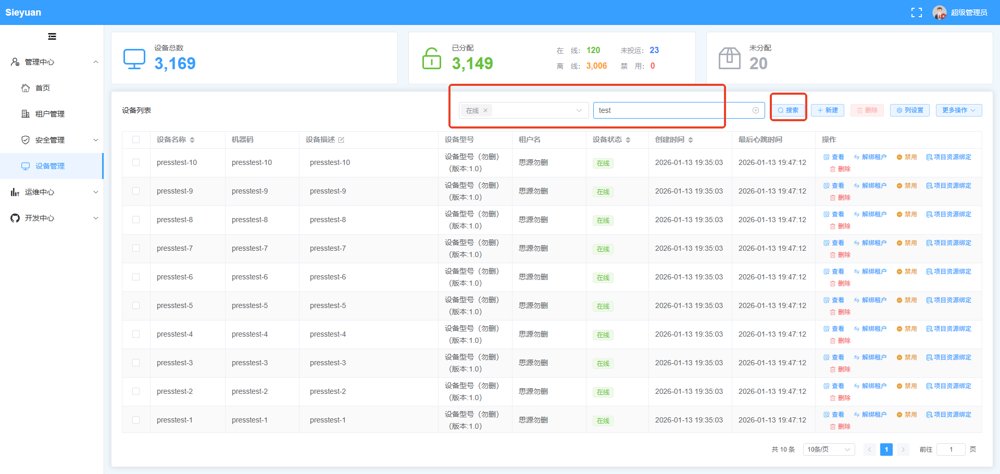 Sieyuan
超级管理员
管理中心
首页
租户管理
安全管理
设备管理
运维中心
开发中心
设备总数
3,169
已分配
3,149
在 线: 120 未投运: 23
离 线: 3,006 禁 用: 0
未分配
20
设备列表 在线 test 搜索 新建 删除 列设置 更多操作
设备名称 机器码 设备描述 设备型号 租户名 设备状态 创建时间 最后心跳时间 操作
presstest-10 presstest-10 presstest-10 设备型号（勿删）（版本:1.0） 思源勿删 在线 2026-01-13 19:35:03 2026-01-13 19:47:12 查看 解绑租户 禁用 项目资源绑定 删除
presstest-9 presstest-9 presstest-9 设备型号（勿删）（版本:1.0） 思源勿删 在线 2026-01-13 19:35:03 2026-01-13 19:47:12 查看 解绑租户 禁用 项目资源绑定 删除
presstest-8 presstest-8 presstest-8 设备型号（勿删）（版本:1.0） 思源勿删 在线 2026-01-13 19:35:03 2026-01-13 19:47:12 查看 解绑租户 禁用 项目资源绑定 删除
presstest-7 presstest-7 presstest-7 设备型号（勿删）（版本:1.0） 思源勿删 在线 2026-01-13 19:35:03 2026-01-13 19:47:12 查看 解绑租户 禁用 项目资源绑定 删除
presstest-6 presstest-6 presstest-6 设备型号（勿删）（版本:1.0） 思源勿删 在线 2026-01-13 19:35:03 2026-01-13 19:47:12 查看 解绑租户 禁用 项目资源绑定 删除
presstest-5 presstest-5 presstest-5 设备型号（勿删）（版本:1.0） 思源勿删 在线 2026-01-13 19:35:03 2026-01-13 19:47:12 查看 解绑租户 禁用 项目资源绑定 删除
presstest-4 presstest-4 presstest-4 设备型号（勿删）（版本:1.0） 思源勿删 在线 2026-01-13 19:35:03 2026-01-13 19:47:12 查看 解绑租户 禁用 项目资源绑定 删除
presstest-3 presstest-3 presstest-3 设备型号（勿删）（版本:1.0） 思源勿删 在线 2026-01-13 19:35:03 2026-01-13 19:47:12 查看 解绑租户 禁用 项目资源绑定 删除
presstest-2 presstest-2 presstest-2 设备型号（勿删）（版本:1.0） 思源勿删 在线 2026-01-13 19:35:03 2026-01-13 19:47:12 查看 解绑租户 禁用 项目资源绑定 删除
presstest-1 presstest-1 presstest-1 设备型号（勿删）（版本:1.0） 思源勿删 在线 2026-01-13 19:35:03 2026-01-13 19:47:12 查看 解绑租户 禁用 项目资源绑定 删除
共 10 条 10条/页 1 前往 1 页